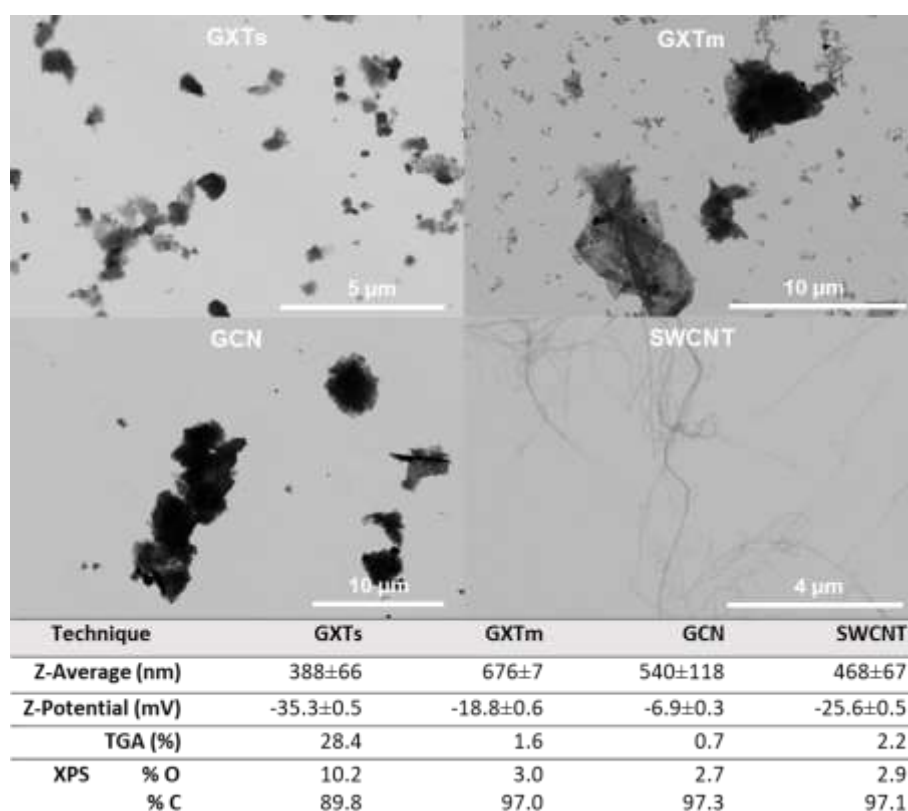 GXTs
GXTm
5 µm
10 µm
GCN
SWCNT
10 µm
4 µm
Technique GXTs GXTm GCN SWCNT
Z-Average (nm) 388±66 676±7 540±118 468±67
Z-Potential (mV) -35.3±0.5 -18.8±0.6 -6.9±0.3 -25.6±0.5
TGA (%) 28.4 1.6 0.7 2.2
XPS % O 10.2 3.0 2.7 2.9
% C 89.8 97.0 97.3 97.1